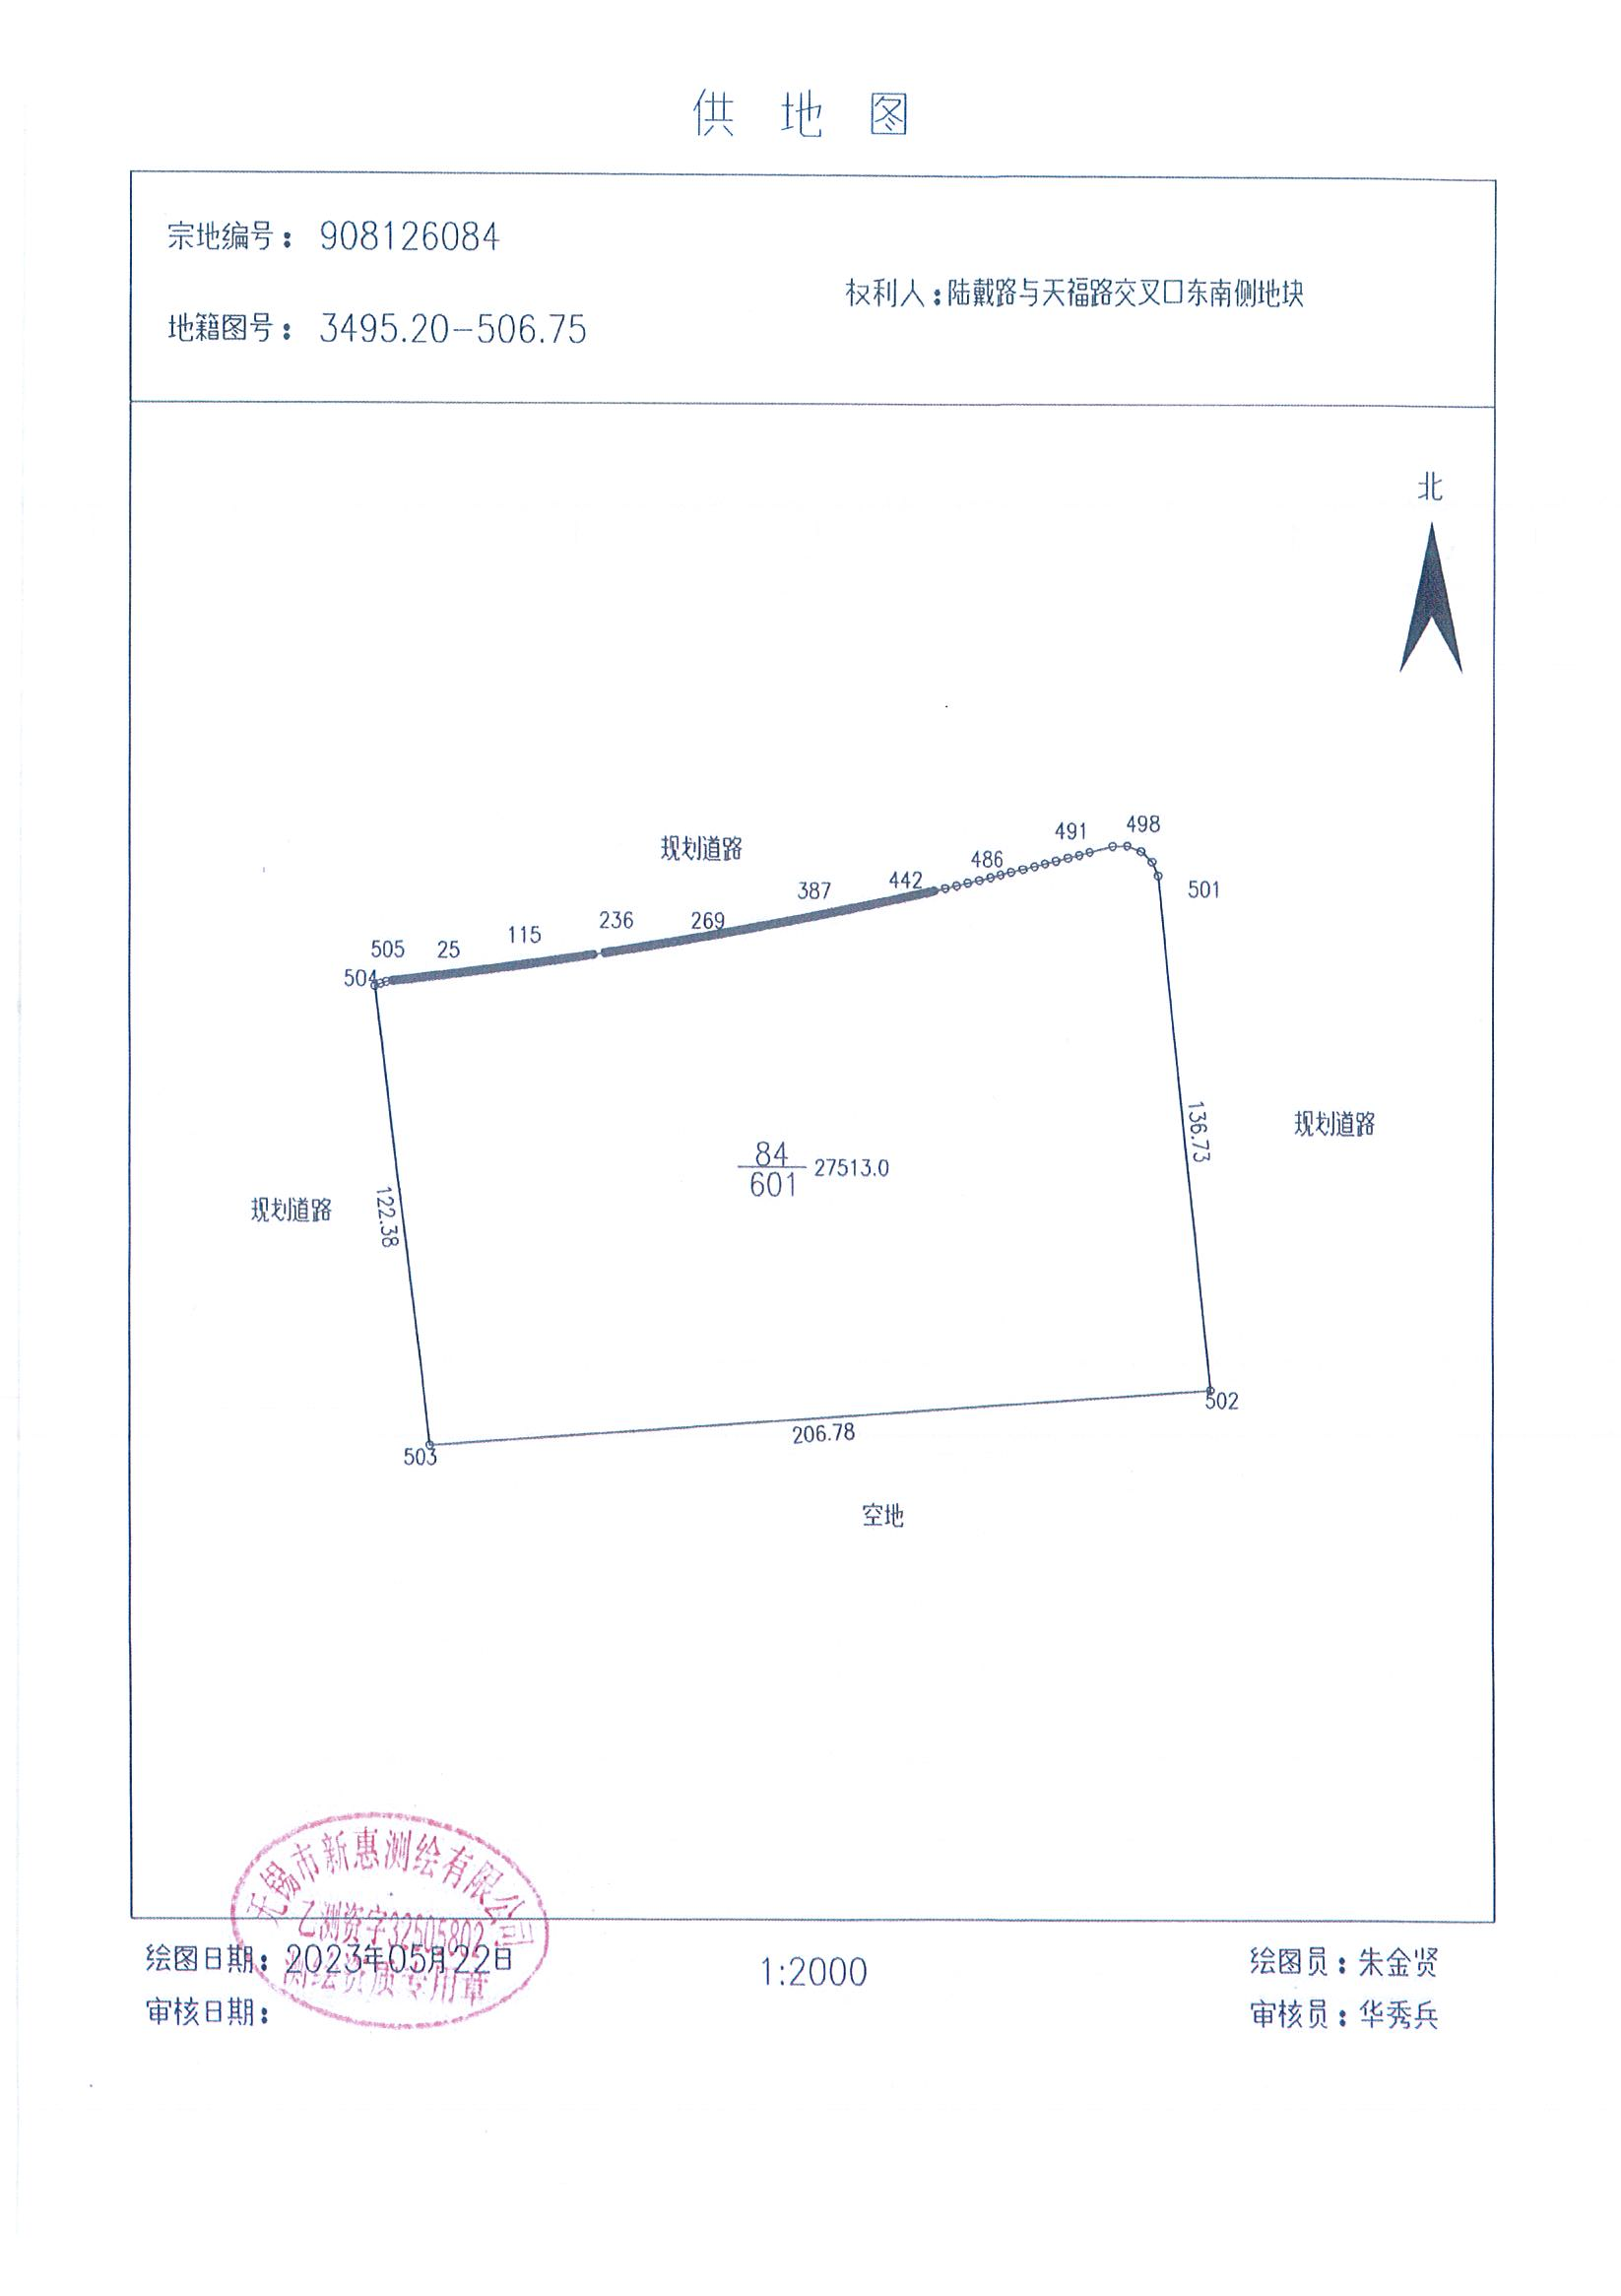 供 地 图
宗地编号： 908126084
权利人：陆戴路与天福路交叉口东南侧地块
地籍图号： 3495.20-506.75
北
规划道路
491
498
486
501
442
387
236
269
115
505
25
504
136.73
规划道路
84
601
27513.0
122.38
规划道路
502
206.78
503
空地
无锡市新惠测绘有限公司
乙测资字32505802
测绘资质专用章
绘图日期：2023年05月22日
1:2000
绘图员：朱金贤
审核日期：
审核员：华秀兵